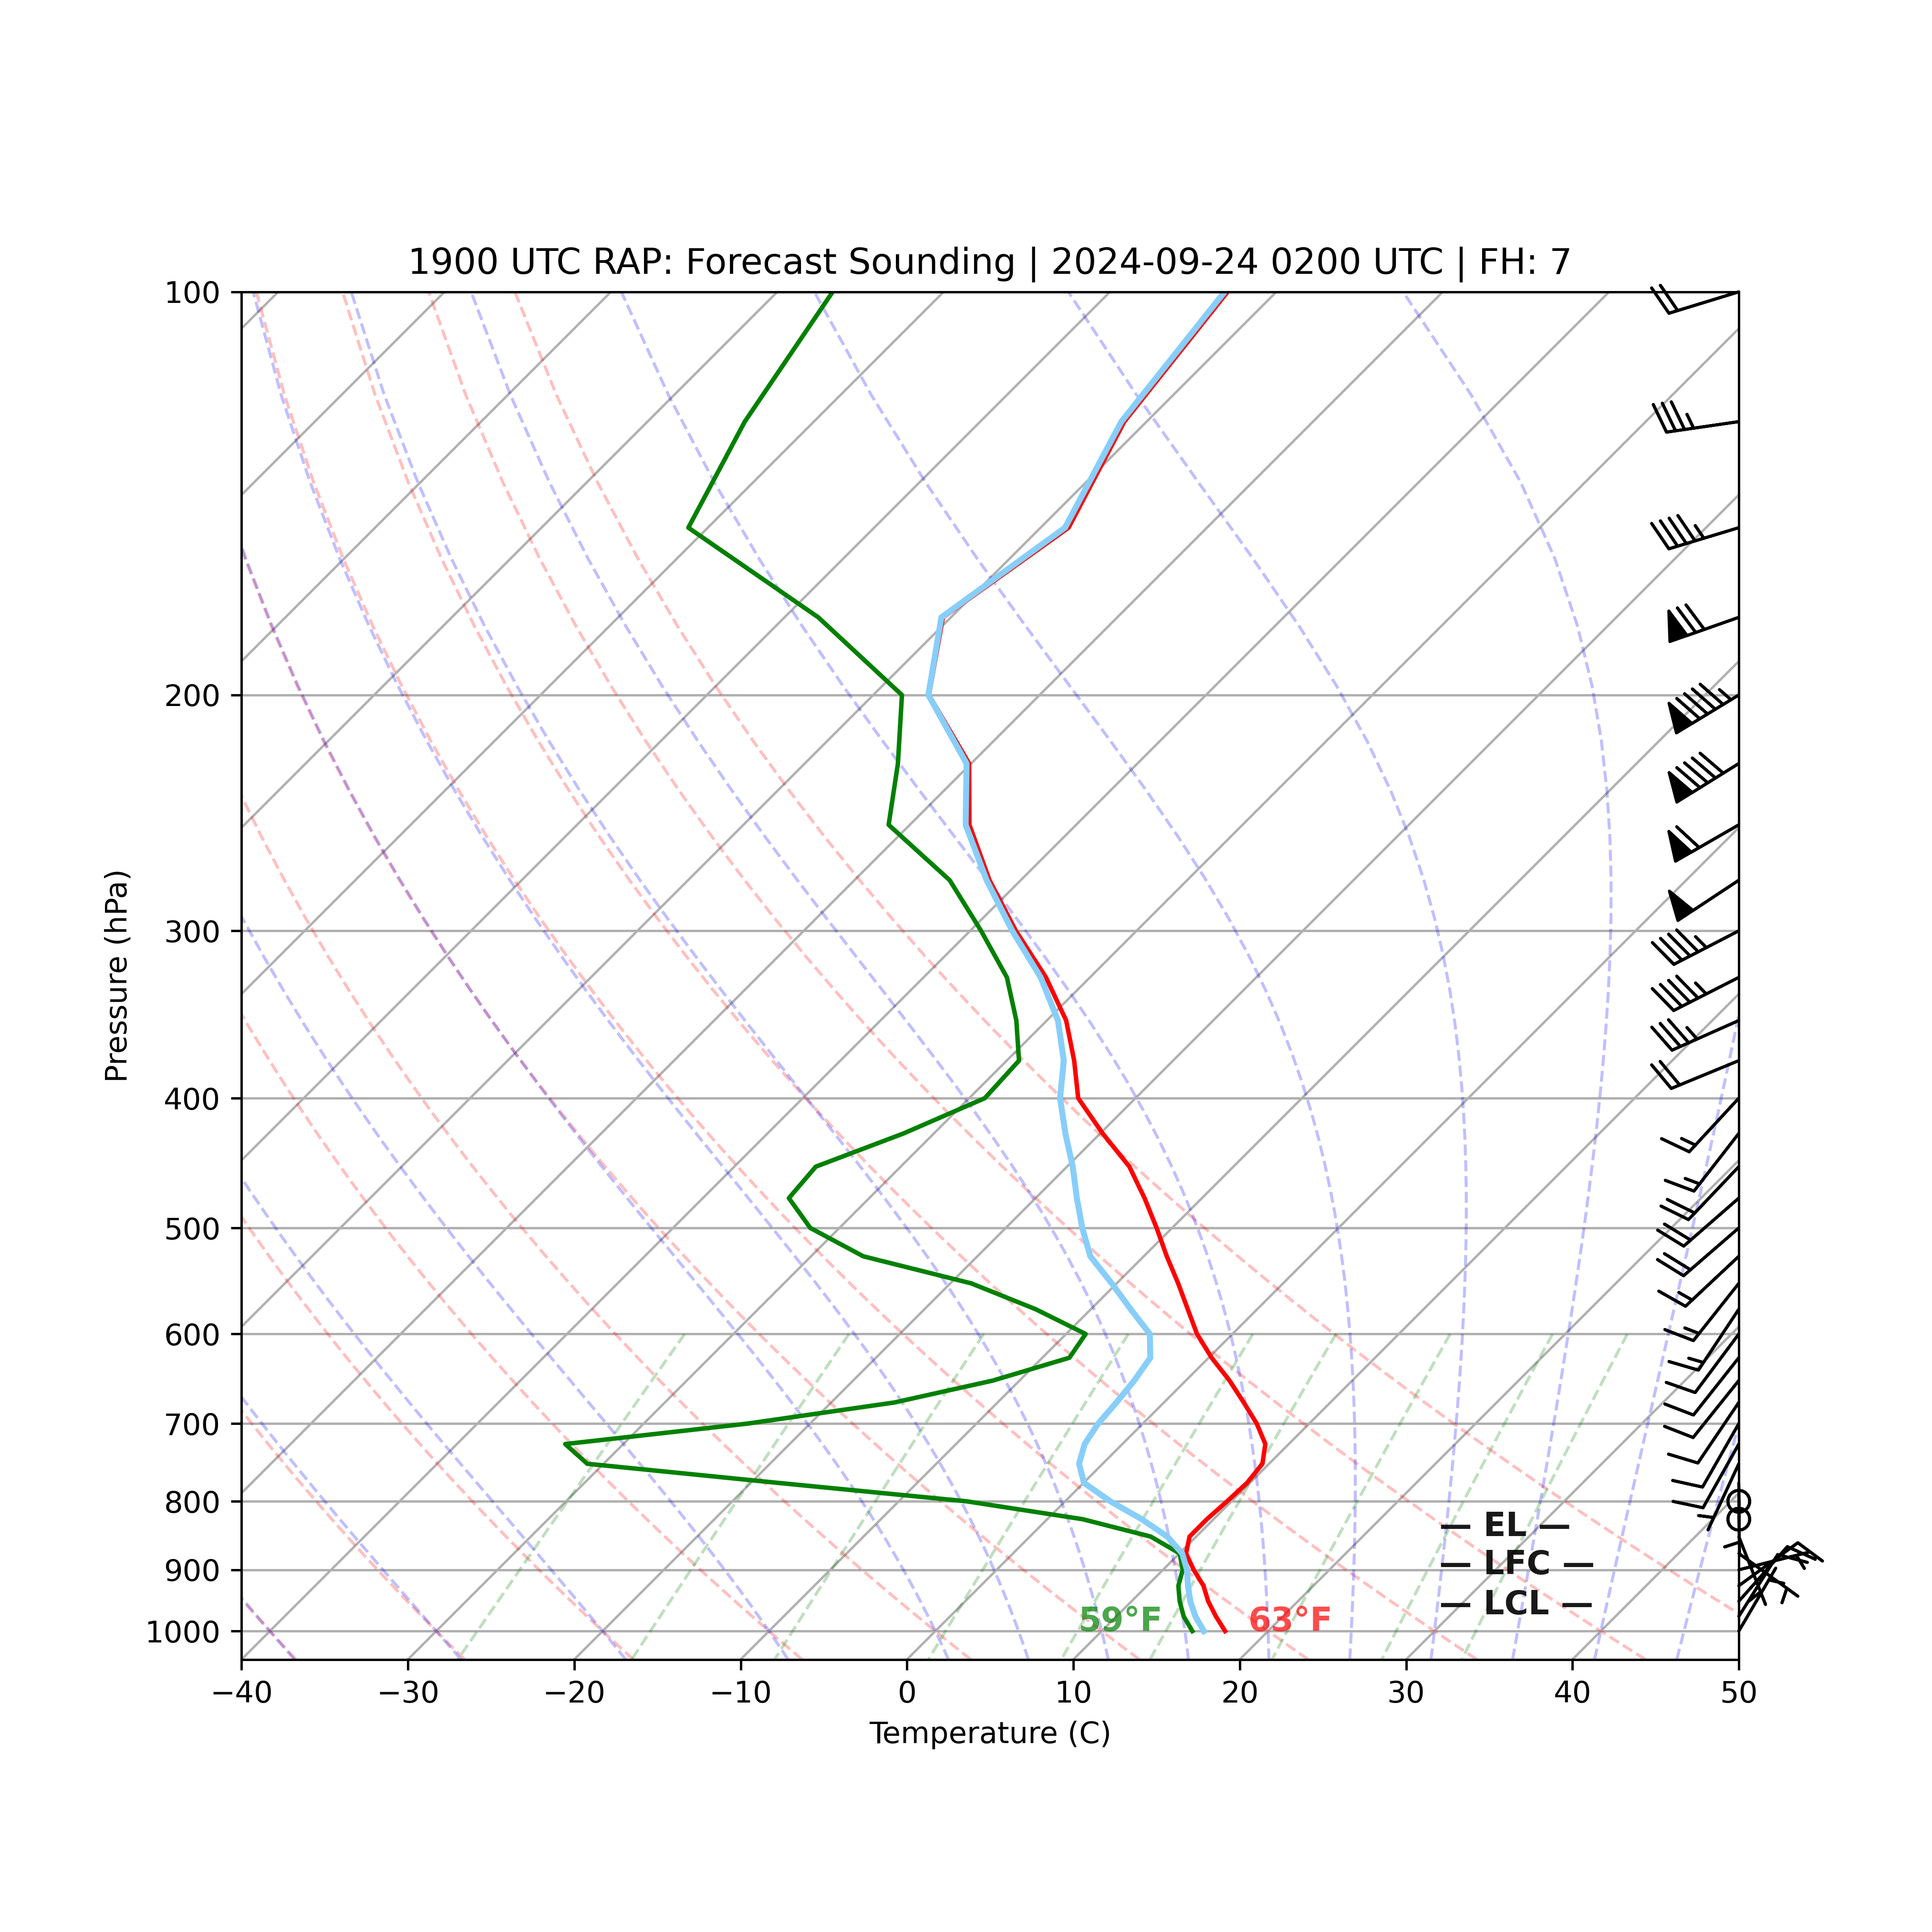 1900 UTC RAP: Forecast Sounding | 2024-09-24 0200 UTC | FH: 7
100
200
300
400
500
600
700
800
900
1000
Pressure (hPa)
— EL —
— LFC —
— LCL —
59°F 63°F
−40 −30 −20 −10 0 10 20 30 40 50
Temperature (C)